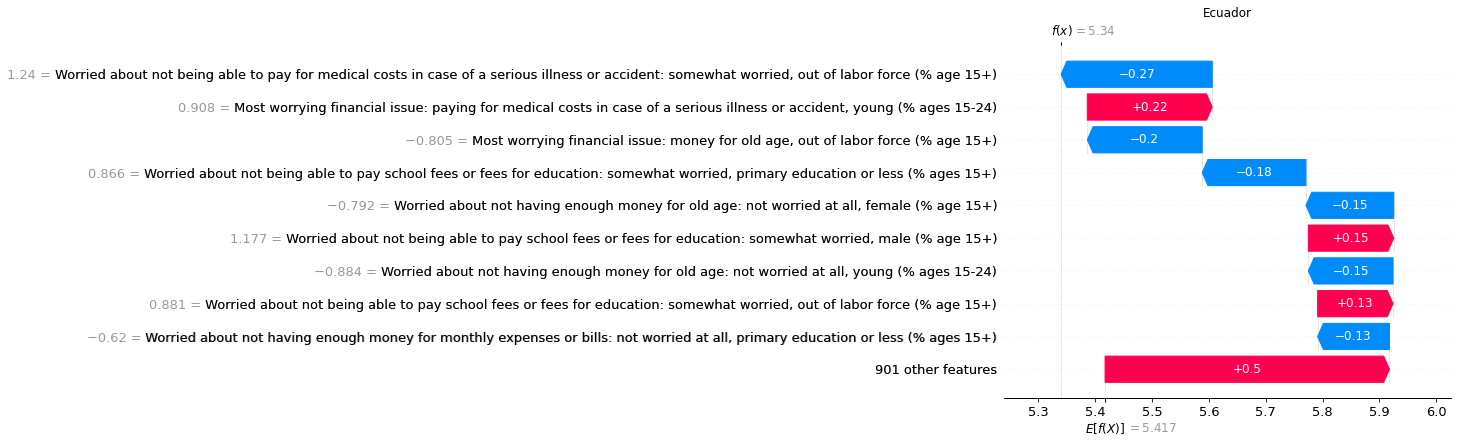 Ecuador
f(x) = 5.34
1.24 = Worried about not being able to pay for medical costs in case of a serious illness or accident: somewhat worried, out of labor force (% age 15+)
−0.27
0.908 = Most worrying financial issue: paying for medical costs in case of a serious illness or accident, young (% ages 15-24)
+0.22
−0.805 = Most worrying financial issue: money for old age, out of labor force (% age 15+)
−0.2
0.866 = Worried about not being able to pay school fees or fees for education: somewhat worried, primary education or less (% ages 15+)
−0.18
−0.792 = Worried about not having enough money for old age: not worried at all, female (% age 15+)
−0.15
1.177 = Worried about not being able to pay school fees or fees for education: somewhat worried, male (% age 15+)
+0.15
−0.884 = Worried about not having enough money for old age: not worried at all, young (% ages 15-24)
−0.15
0.881 = Worried about not being able to pay school fees or fees for education: somewhat worried, out of labor force (% age 15+)
+0.13
−0.62 = Worried about not having enough money for monthly expenses or bills: not worried at all, primary education or less (% ages 15+)
−0.13
901 other features
+0.5
5.3 5.4 5.5 5.6 5.7 5.8 5.9 6.0
E[f(X)] = 5.417